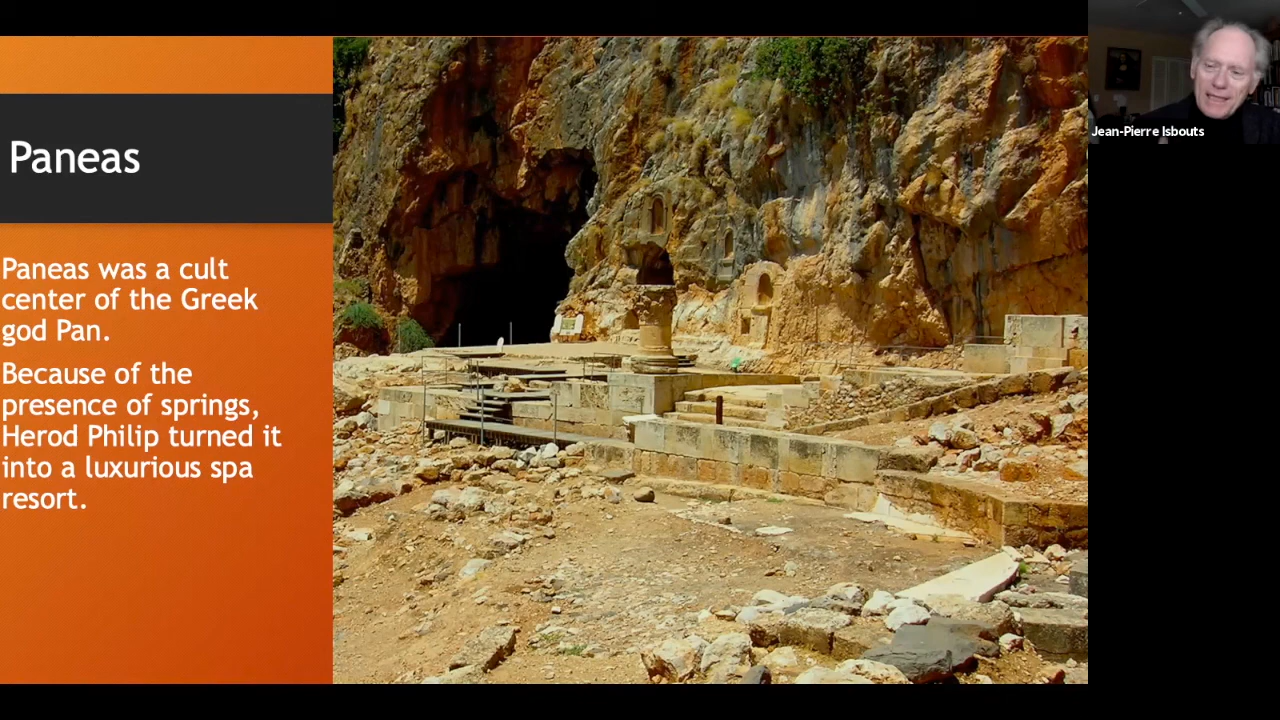 Paneas
Paneas was a cult
center of the Greek
god Pan.
Because of the
presence of springs,
Herod Philip turned it
into a luxurious spa
resort.
Jean-Pierre Isbouts